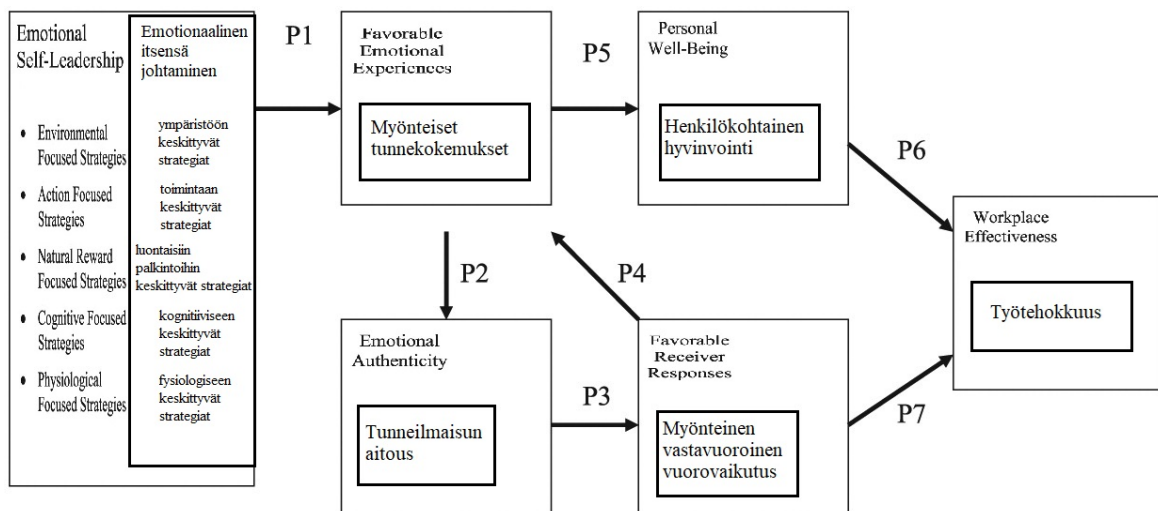 Emotional
Self-Leadership
Emotionaalinen
itsensä
johtaminen
Environmental
Focused Strategies
ympäristöön
keskittyvät
strategiat
Action Focused
Strategies
toimintaan
keskittyvät
strategiat
Natural Reward
Focused Strategies
luontaisiin
palkintoihin
keskittyvät strategiat
Cognitive Focused
Strategies
kognitiiviseen
keskittyvät
strategiat
Physiological
Focused Strategies
fysiologiseen
keskittyvät
strategiat
P1
Favorable
Emotional
Experiences
Myönteiset
tunnekokemukset
P5
Personal
Well-Being
Henkilökohtainen
hyvinvointi
P6
P2
P4
Workplace
Effectiveness
Työtehokkuus
Emotional
Authenticity
Tunneilmaisun
aitous
P3
Favorable
Receiver
Responses
Myönteinen
vastavuoroinen
vuorovaikutus
P7